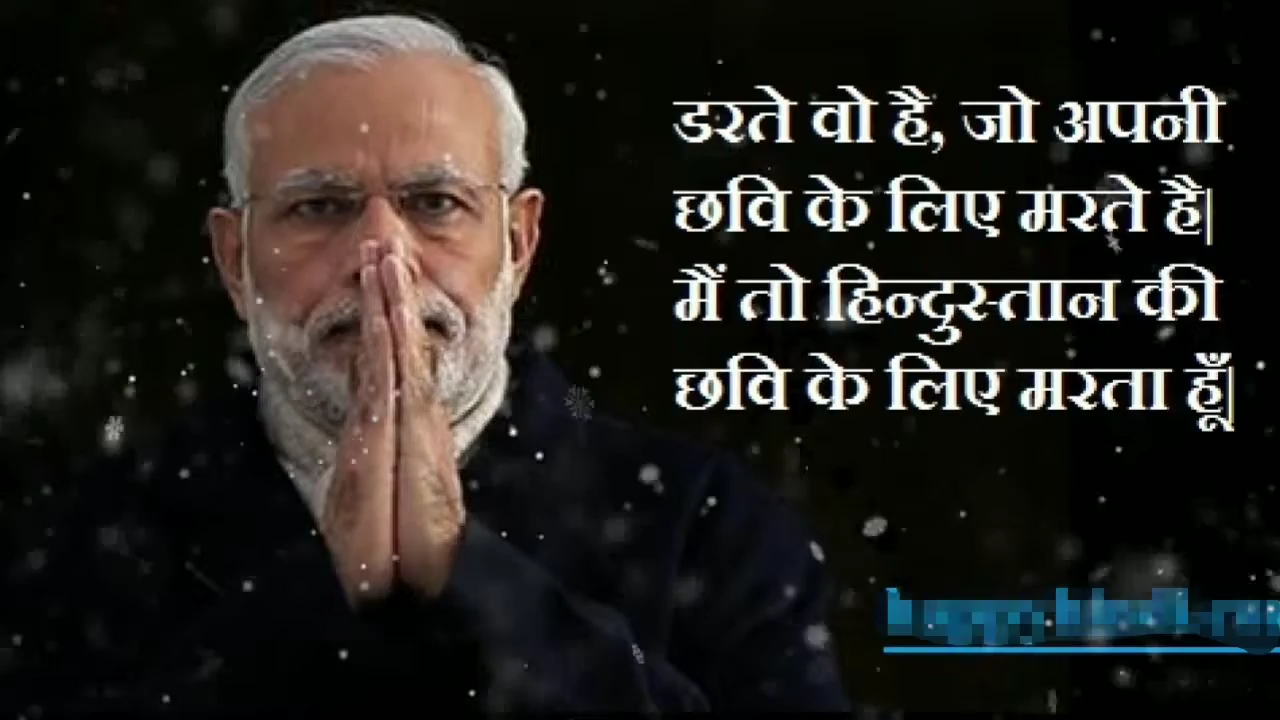 डरते वो है, जो अपनी
छवि के लिए मरते है|
मैं तो हिन्दुस्तान की
छवि के लिए मरता हूँ|